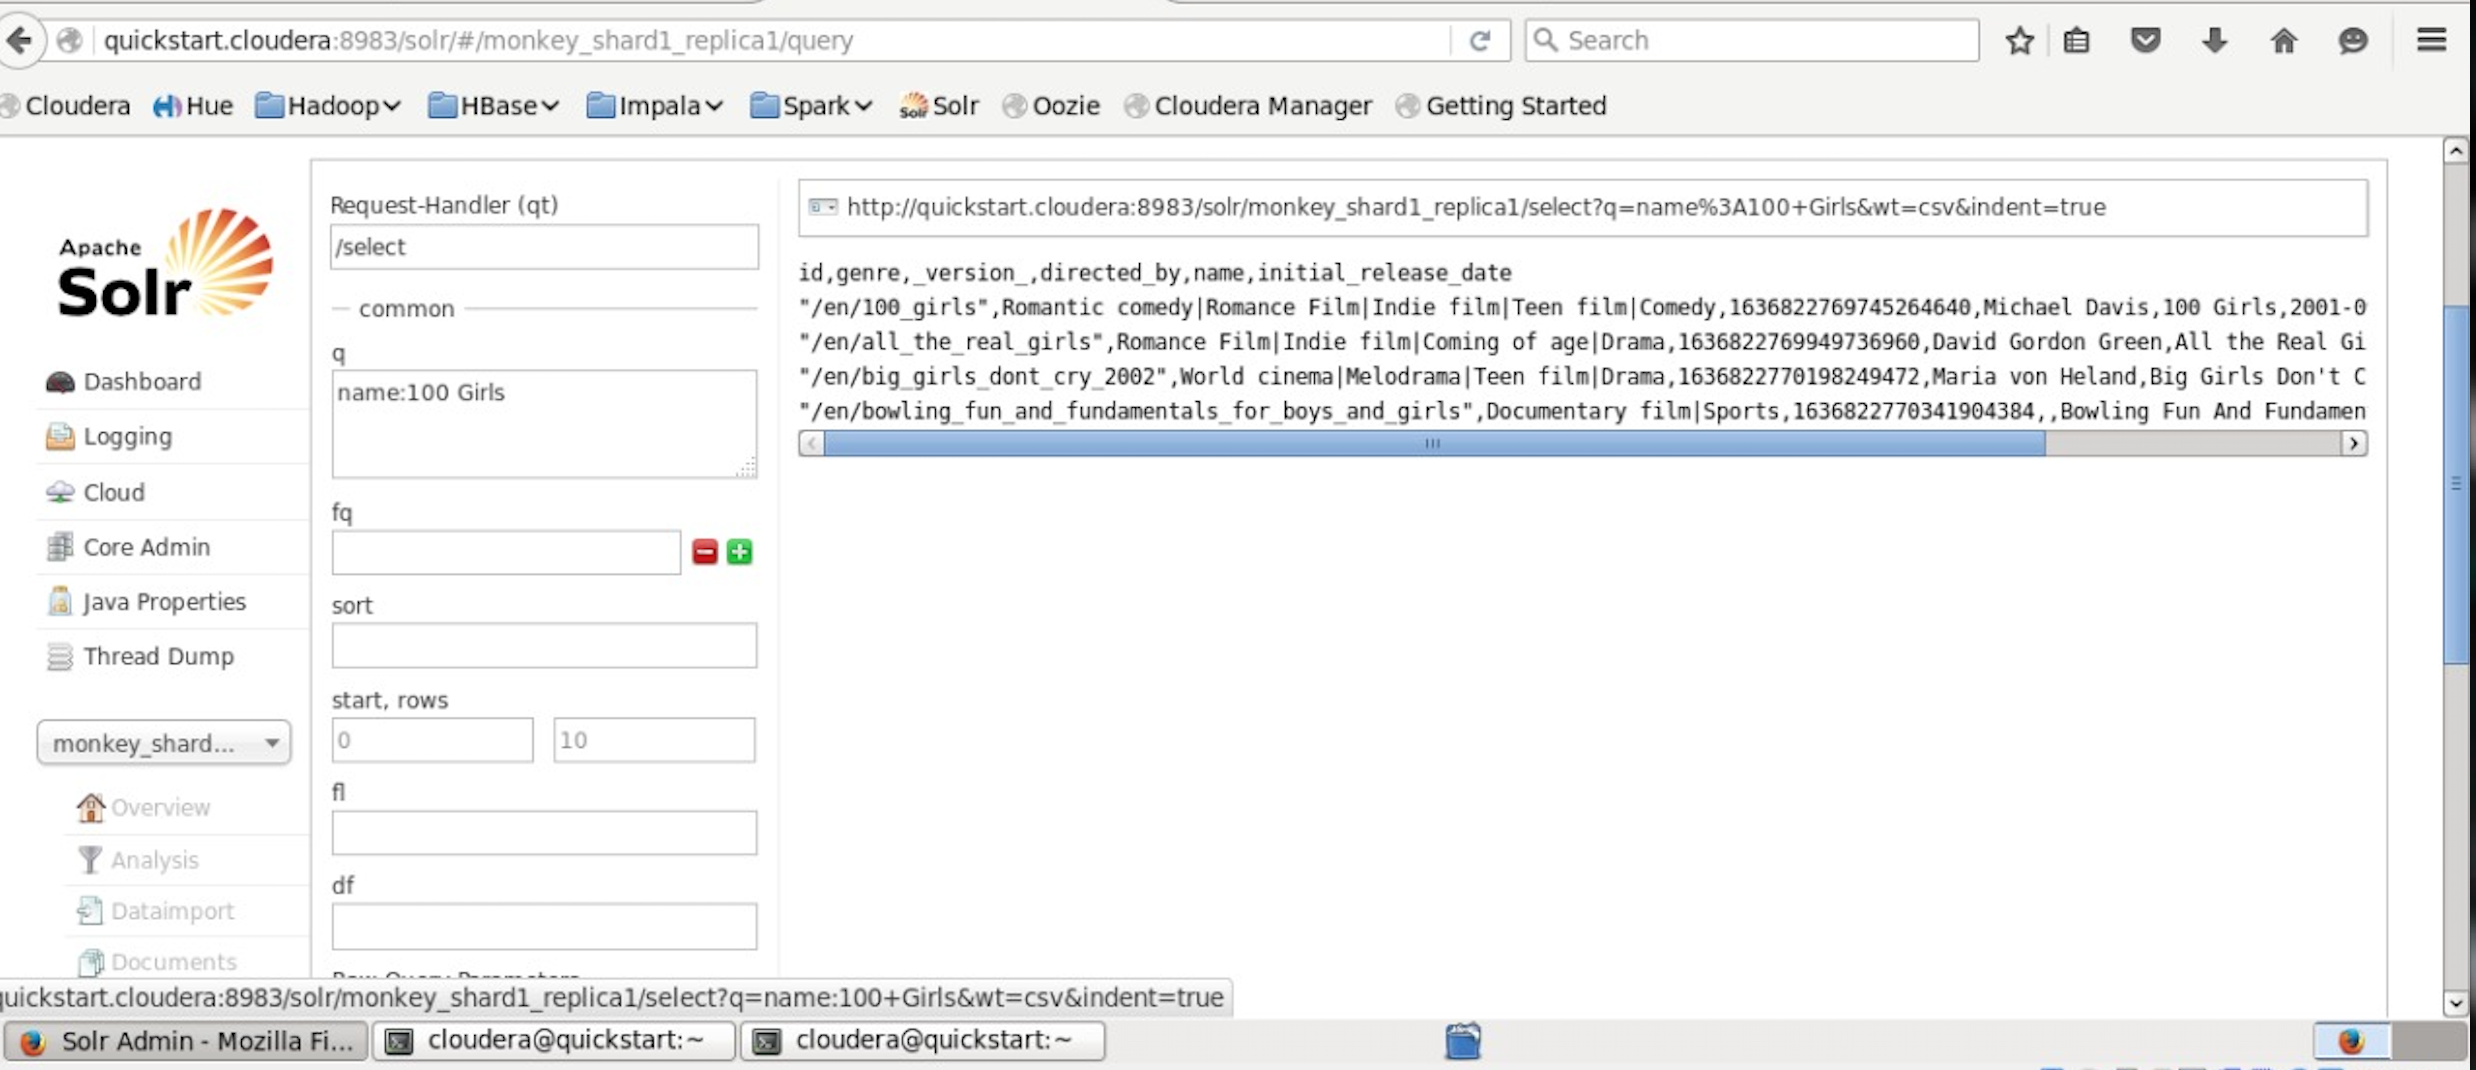 quickstart.cloudera:8983/solr/#/monkey_shard1_replica1/query
Search
Cloudera
Hue
Hadoop
HBase
Impala
Spark
Solr
Oozie
Cloudera Manager
Getting Started
Apache
Solr
Dashboard
Logging
Cloud
Core Admin
Java Properties
Thread Dump
monkey_shard...
Overview
Analysis
Dataimport
Documents
Request-Handler (qt)
/select
common
q
name:100 Girls
fq
sort
start, rows
0
10
fl
df
http://quickstart.cloudera:8983/solr/monkey_shard1_replica1/select?q=name%3A100+Girls&wt=csv&indent=true
id,genre,_version_,directed_by,name,initial_release_date
"/en/100_girls",Romantic comedy|Romance Film|Indie film|Teen film|Comedy,1636822769745264640,Michael Davis,100 Girls,2001-0
"/en/all_the_real_girls",Romance Film|Indie film|Coming of age|Drama,1636822769949736960,David Gordon Green,All the Real Gi
"/en/big_girls_dont_cry_2002",World cinema|Melodrama|Teen film|Drama,1636822770198249472,Maria von Heland,Big Girls Don't C
"/en/bowling_fun_and_fundamentals_for_boys_and_girls",Documentary film|Sports,1636822770341904384,,Bowling Fun And Fundamen
quickstart.cloudera:8983/solr/monkey_shard1_replica1/select?q=name:100+Girls&wt=csv&indent=true
Solr Admin - Mozilla Fi...
cloudera@quickstart:~
cloudera@quickstart:~